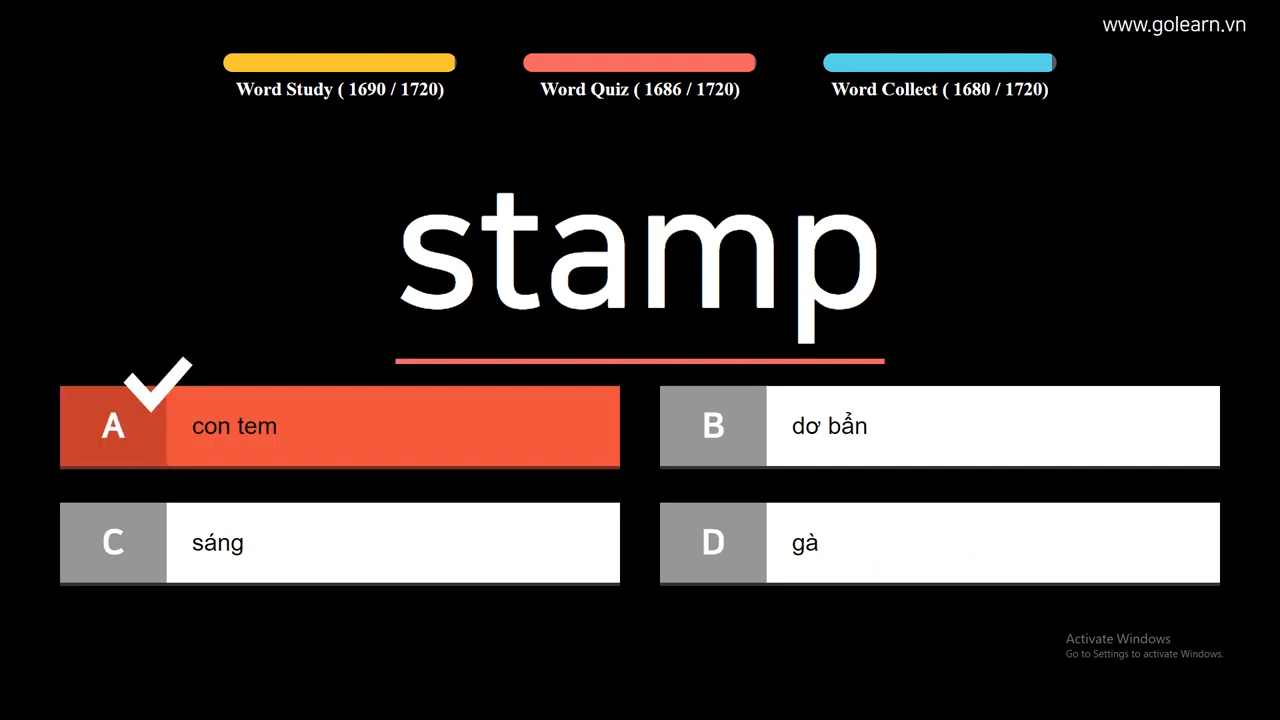 www.golearn.vn
Word Study ( 1690 / 1720)
Word Quiz ( 1686 / 1720)
Word Collect ( 1680 / 1720)
stamp
A con tem
B dơ bẩn
C sáng
D gà
Activate Windows
Go to Settings to activate Windows.